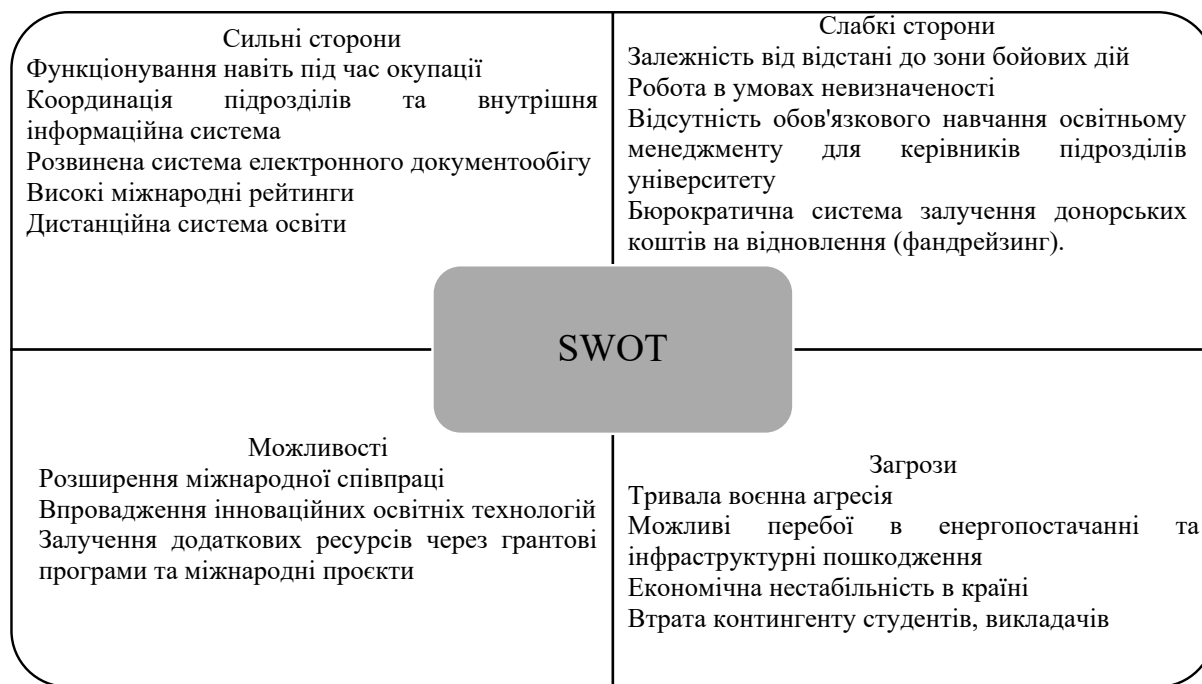 Сильні сторони
Функціонування навіть під час окупації
Координація підрозділів та внутрішня
інформаційна система
Розвинена система електронного документообігу
Високі міжнародні рейтинги
Дистанційна система освіти
Слабкі сторони
Залежність від відстані до зони бойових дій
Робота в умовах невизначеності
Відсутність обов'язкового навчання освітньому
менеджменту для керівників підрозділів
університету
Бюрократична система залучення донорських
коштів на відновлення (фандрейзинг).
SWOT
Можливості
Розширення міжнародної співпраці
Впровадження інноваційних освітніх технологій
Залучення додаткових ресурсів через грантові
програми та міжнародні проєкти
Загрози
Тривала воєнна агресія
Можливі перебої в енергопостачанні та
інфраструктурні пошкодження
Економічна нестабільність в країні
Втрата контингенту студентів, викладачів